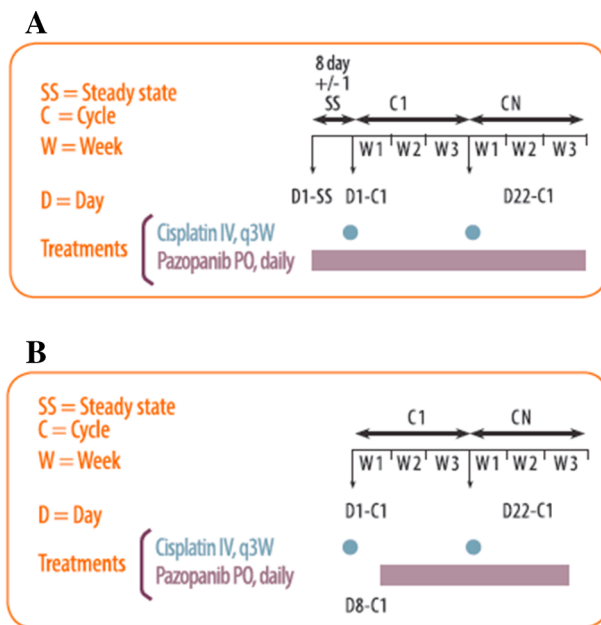 A
8 day
+/- 1
SS = Steady state
SS C1 CN
C = Cycle
W = Week
W1 W2 W3 W1 W2 W3
D = Day
D1-SS D1-C1 D22-C1
Treatments
Cisplatin IV, q3W
Pazopanib PO, daily
B
SS = Steady state
C1 CN
C = Cycle
W = Week
W1 W2 W3 W1 W2 W3
D = Day
D1-C1 D22-C1
Treatments
Cisplatin IV, q3W
Pazopanib PO, daily
D8-C1